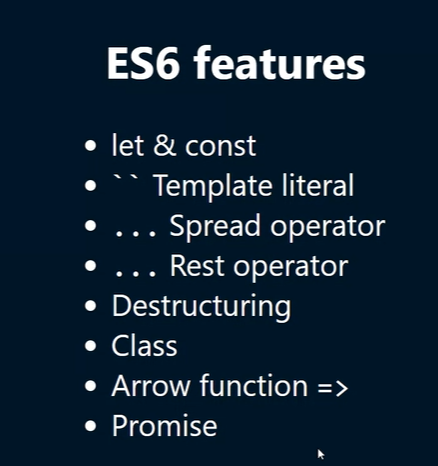 ES6 features
• let & const
• `` Template literal
• ... Spread operator
• ... Rest operator
• Destructuring
• Class
• Arrow function =>
• Promise